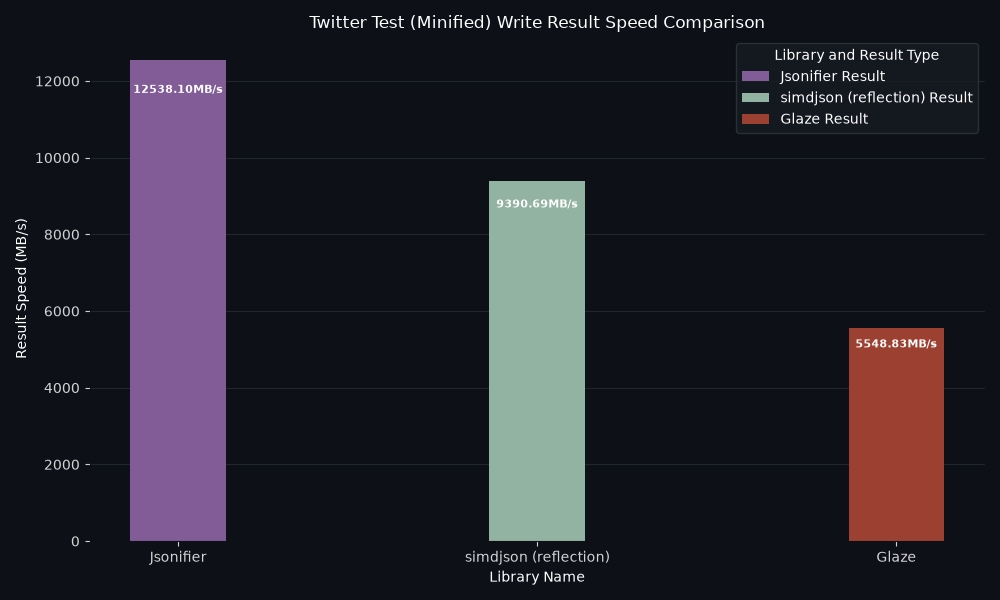 Twitter Test (Minified) Write Result Speed Comparison
Library and Result Type
Jsonifier Result
simdjson (reflection) Result
Glaze Result
Result Speed (MB/s)
12000
10000
8000
6000
4000
2000
0
12538.10MB/s
9390.69MB/s
5548.83MB/s
Jsonifier
simdjson (reflection)
Glaze
Library Name